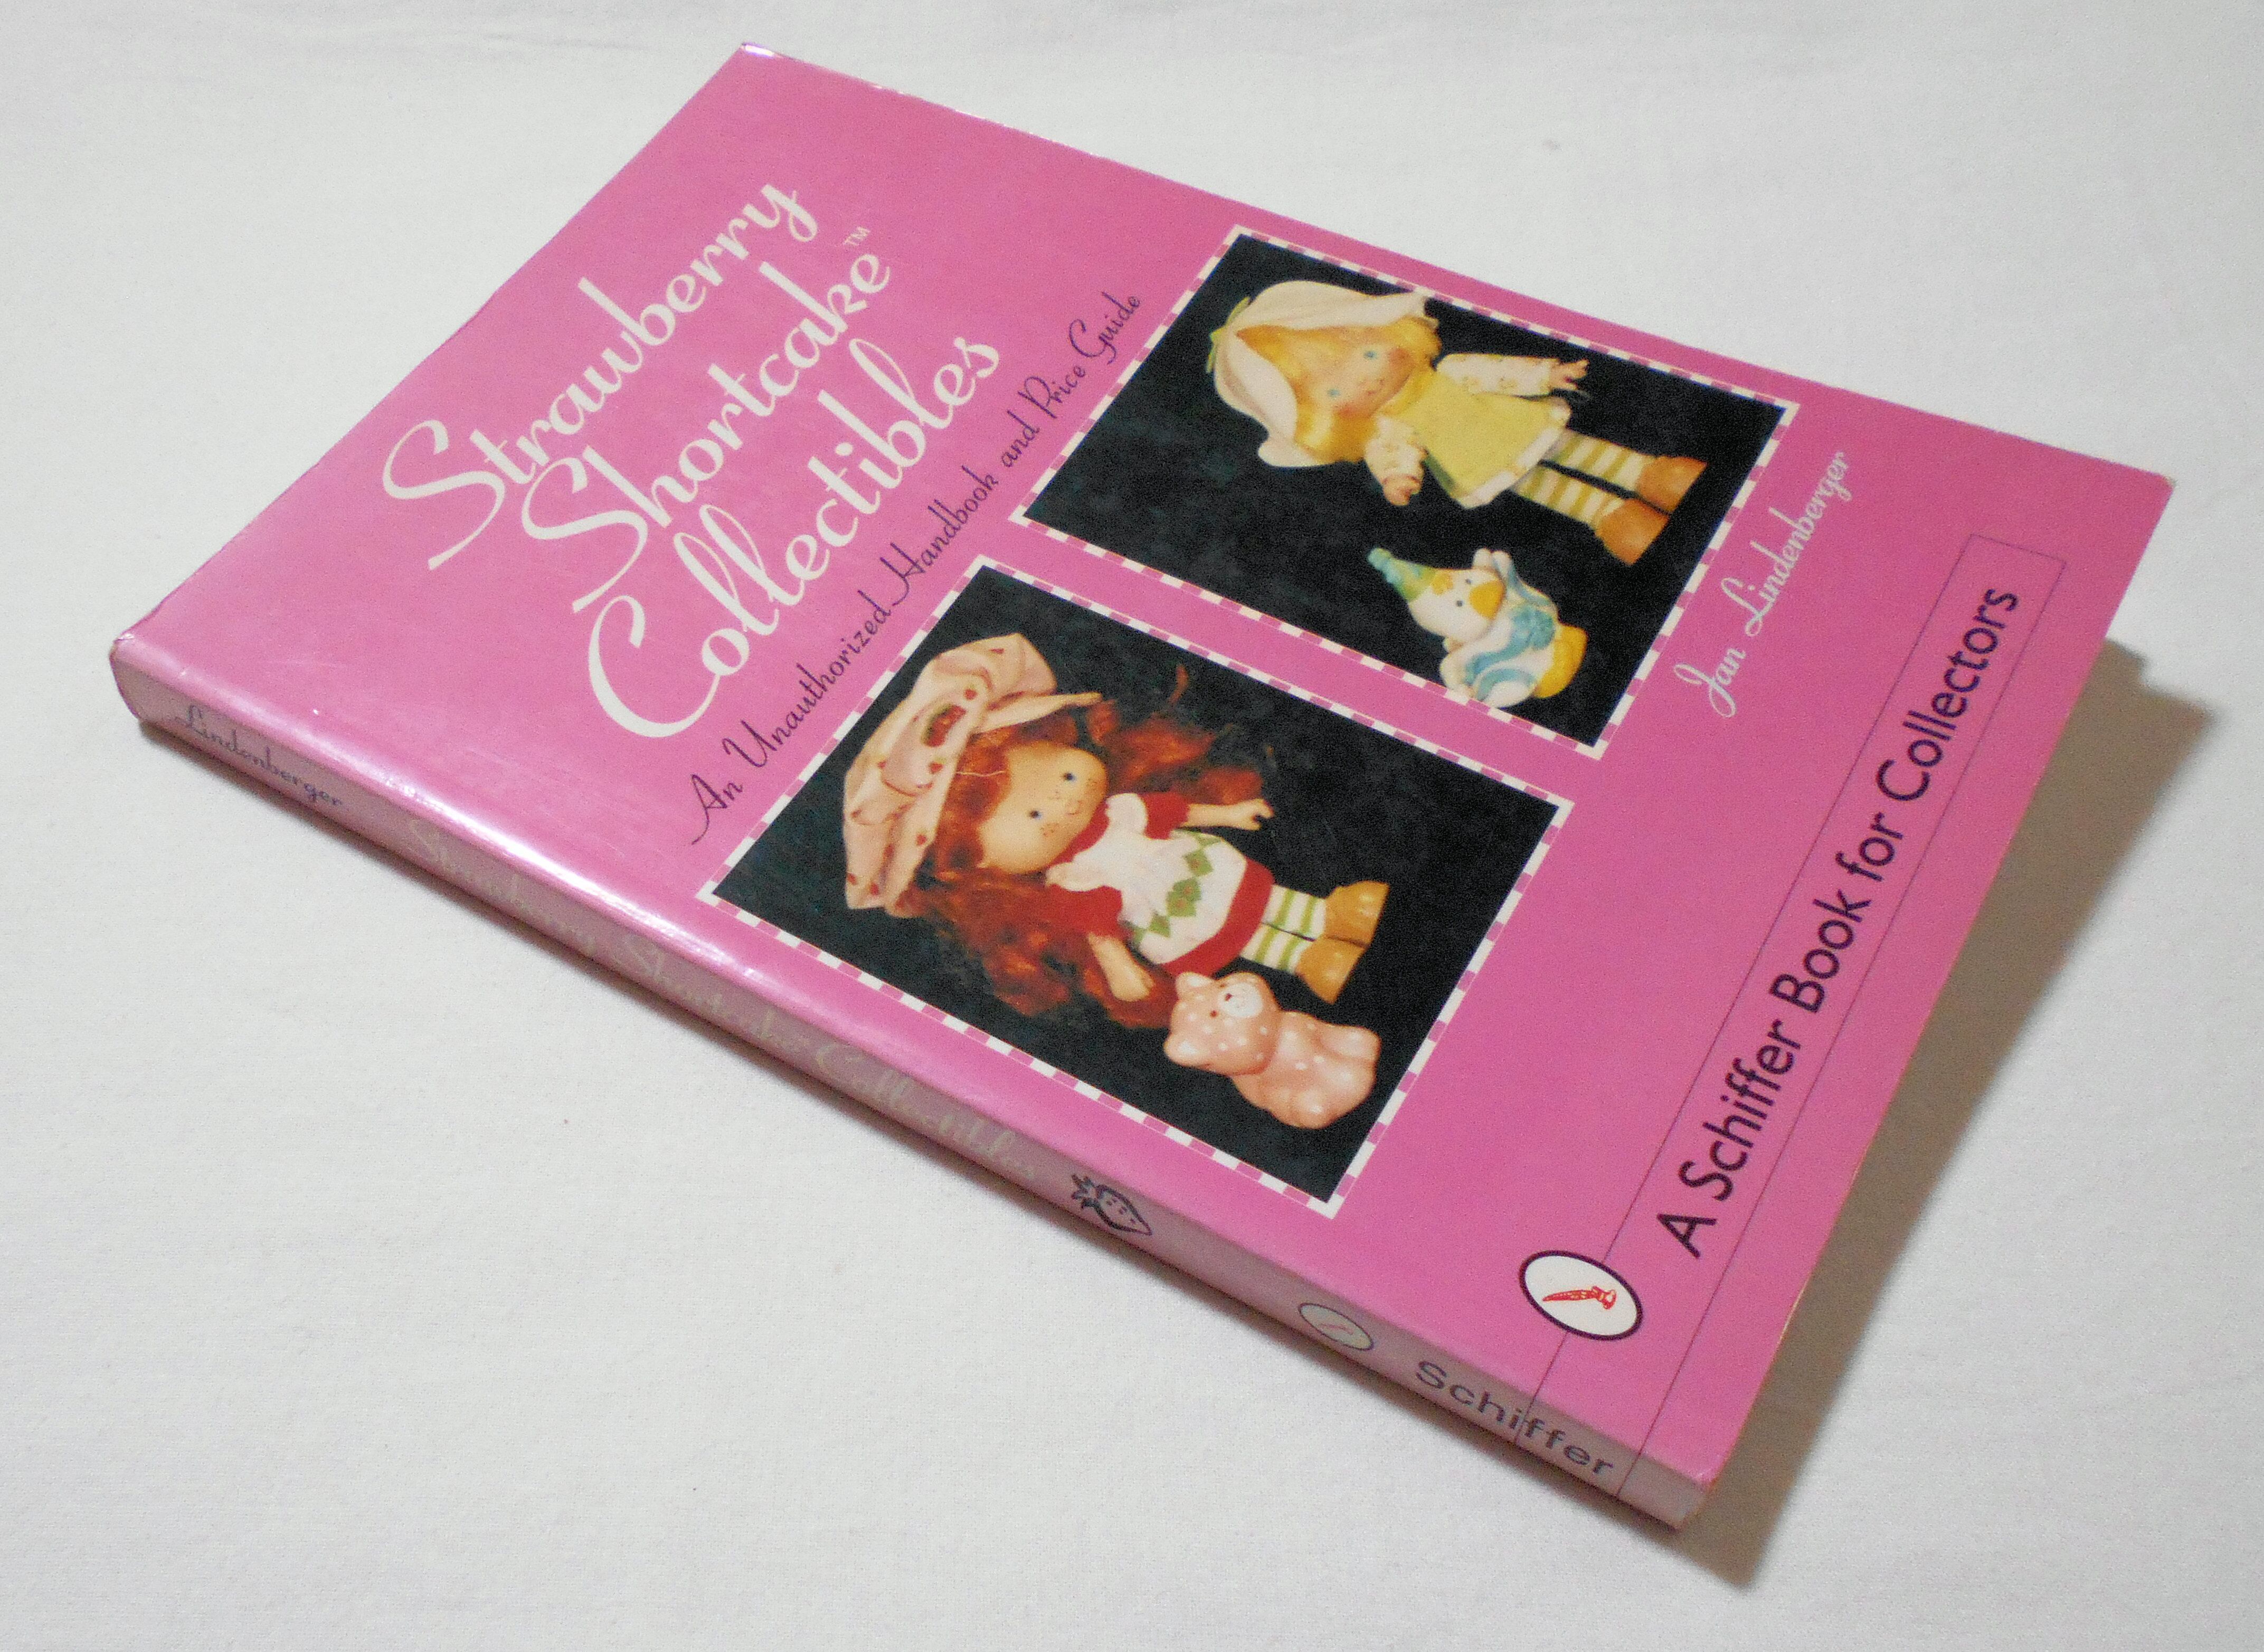 Strawberry
Shortcake™
Collectibles
An Unauthorized Handbook and Price Guide
Jan Lindenberger
A Schiffer Book for Collectors
Lindenberger Strawberry Shortcake Collectibles Schiffer